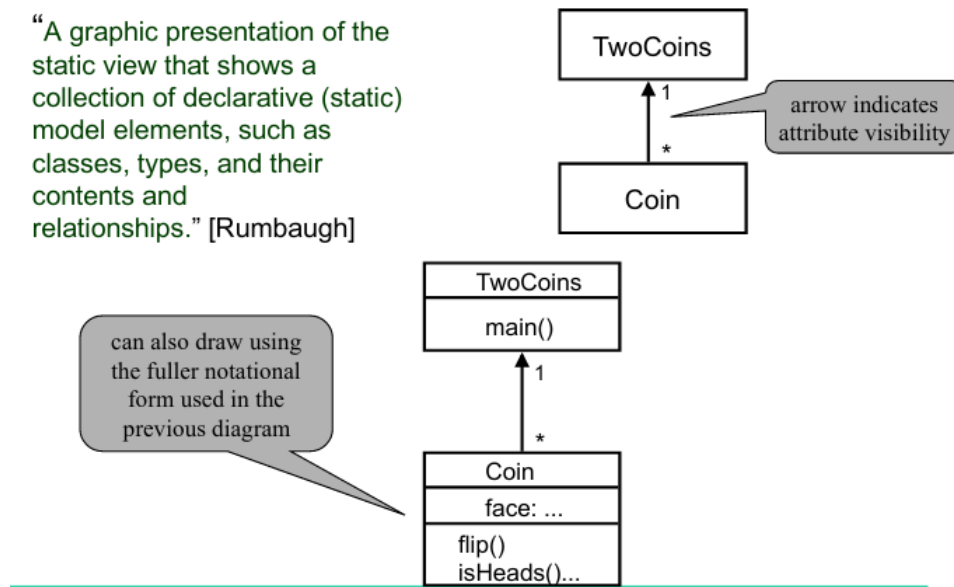 “A graphic presentation of the
static view that shows a
collection of declarative (static)
model elements, such as
classes, types, and their
contents and
relationships.” [Rumbaugh]
TwoCoins
1
arrow indicates
attribute visibility
*
Coin
TwoCoins
main()
can also draw using
the fuller notational
form used in the
previous diagram
1
*
Coin
face: ...
flip()
isHeads()...